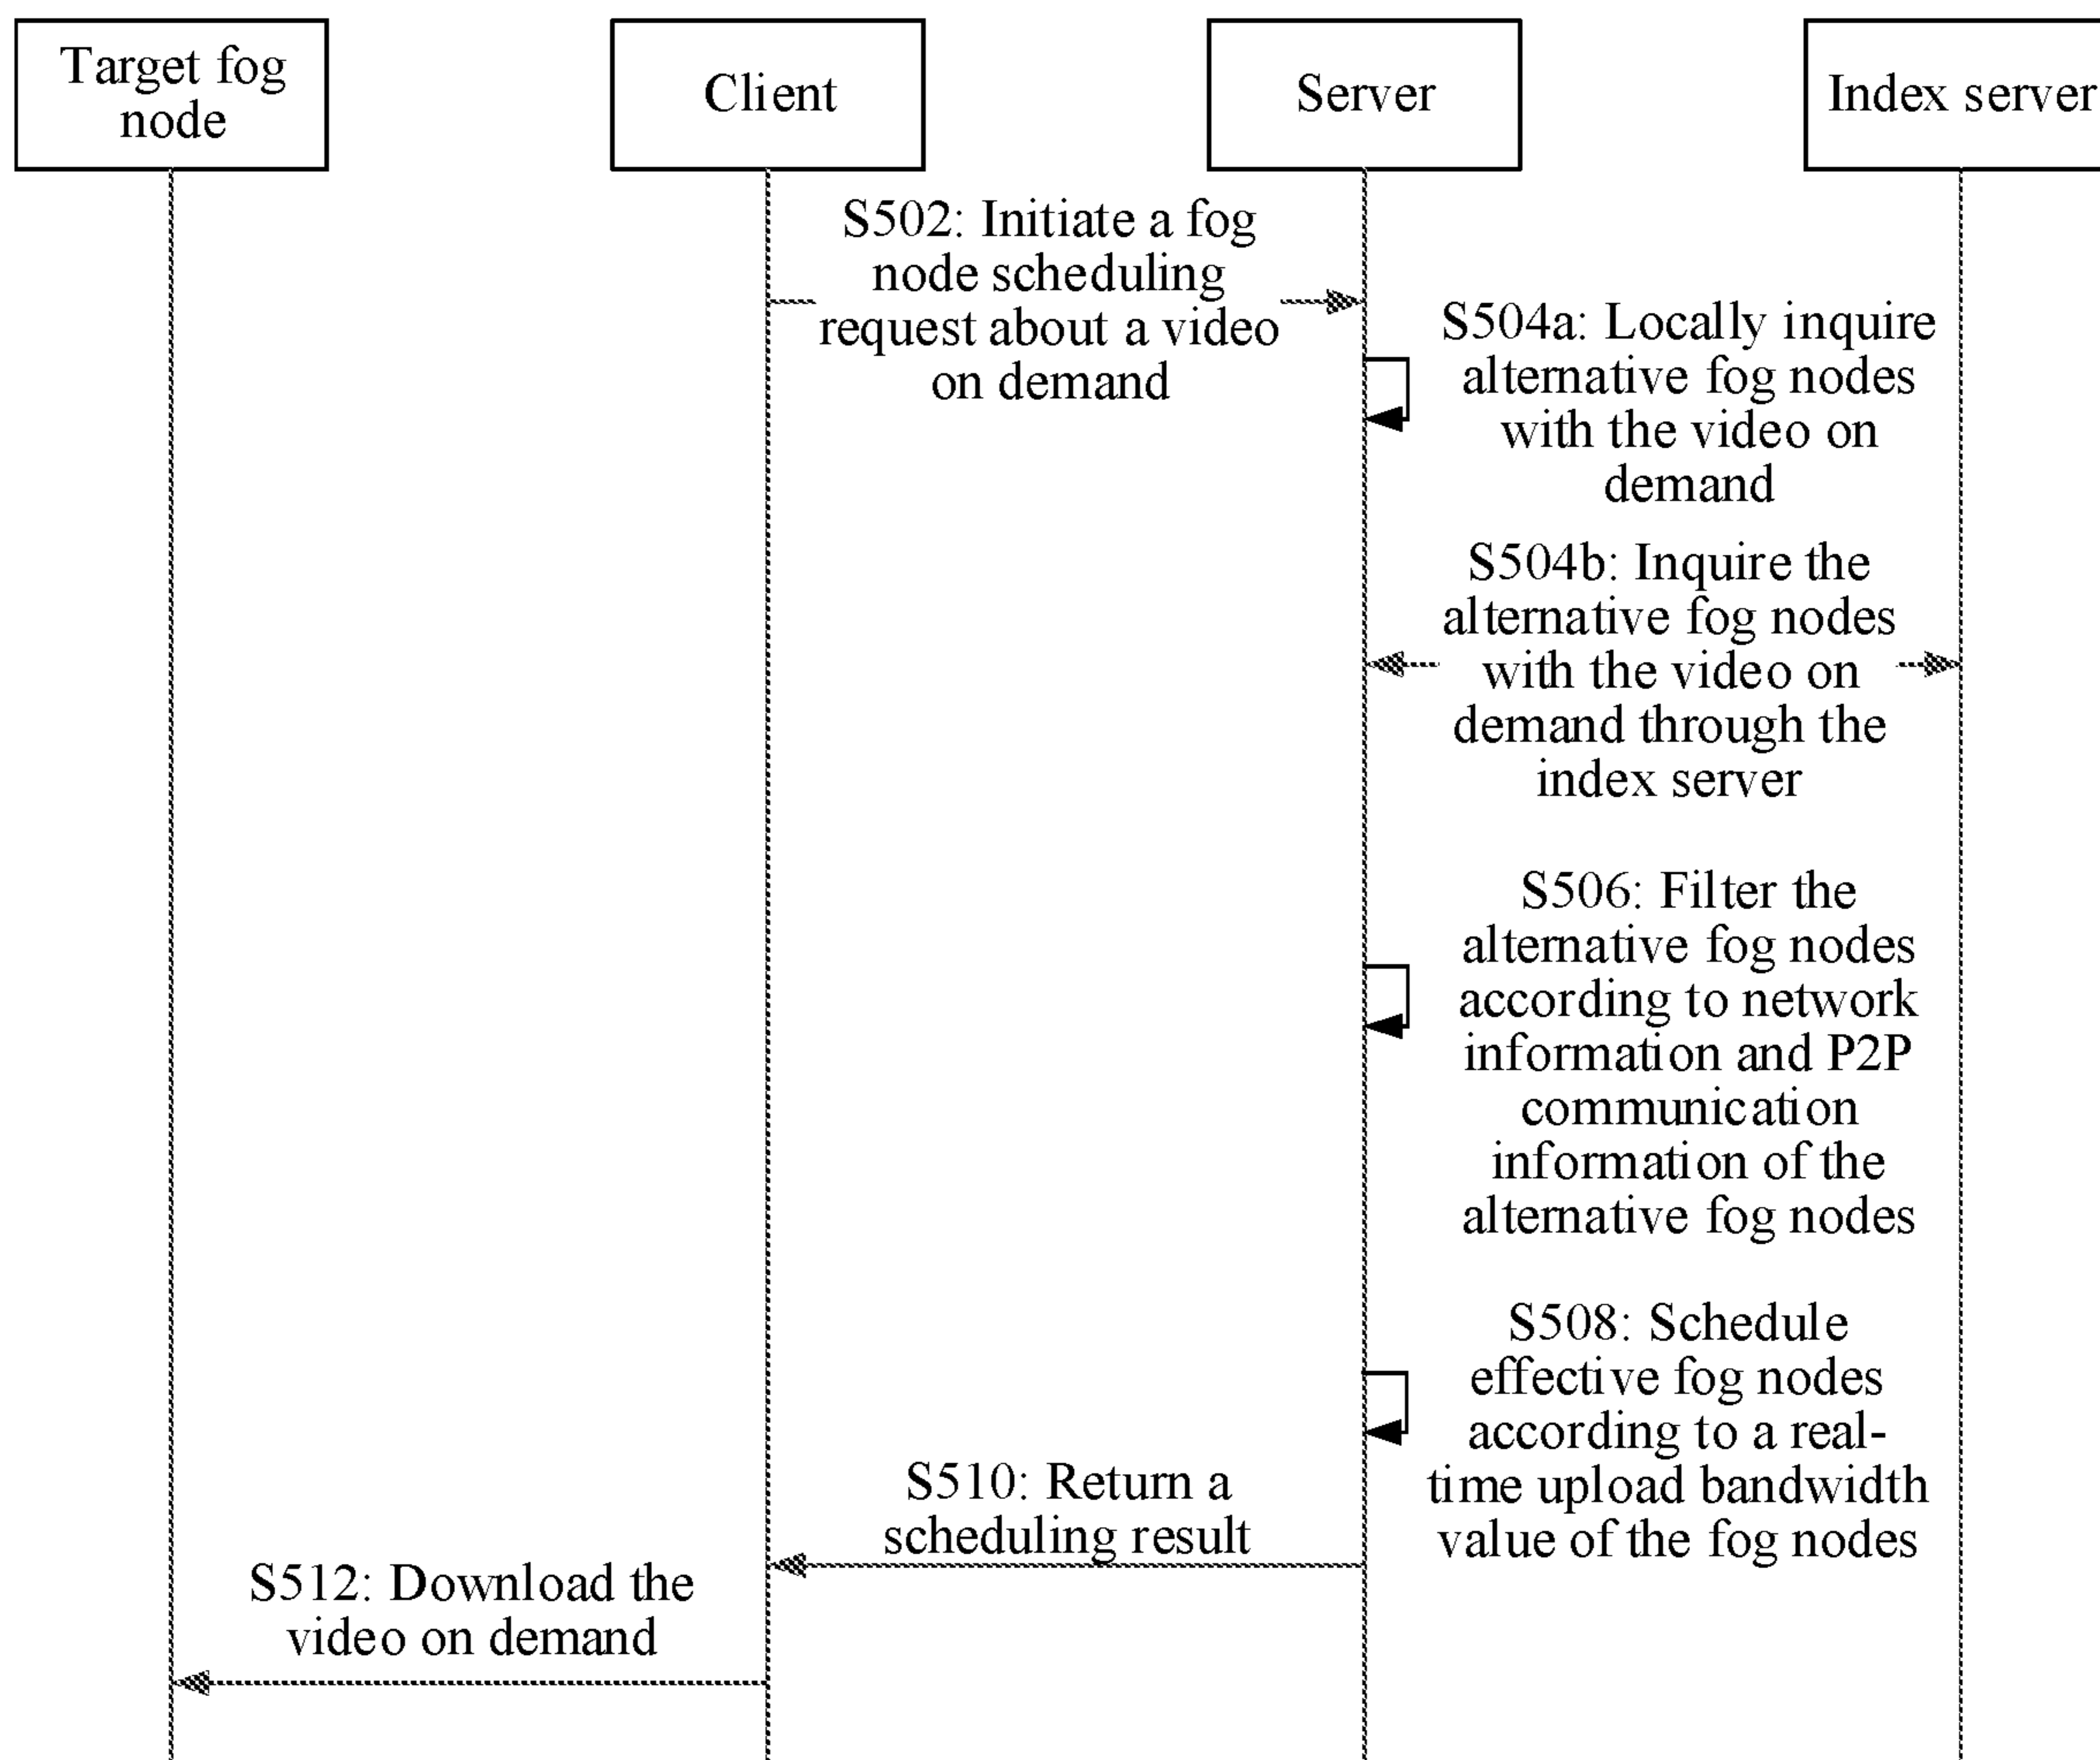 Target fog
node
Client
Server
Index server
S502: Initiate a fog
node scheduling
request about a video
on demand
S504a: Locally inquire
alternative fog nodes
with the video on
demand
S504b: Inquire the
alternative fog nodes
with the video on
demand through the
index server
S506: Filter the
alternative fog nodes
according to network
information and P2P
communication
information of the
alternative fog nodes
S508: Schedule
effective fog nodes
according to a real-
time upload bandwidth
value of the fog nodes
S510: Return a
scheduling result
S512: Download the
video on demand